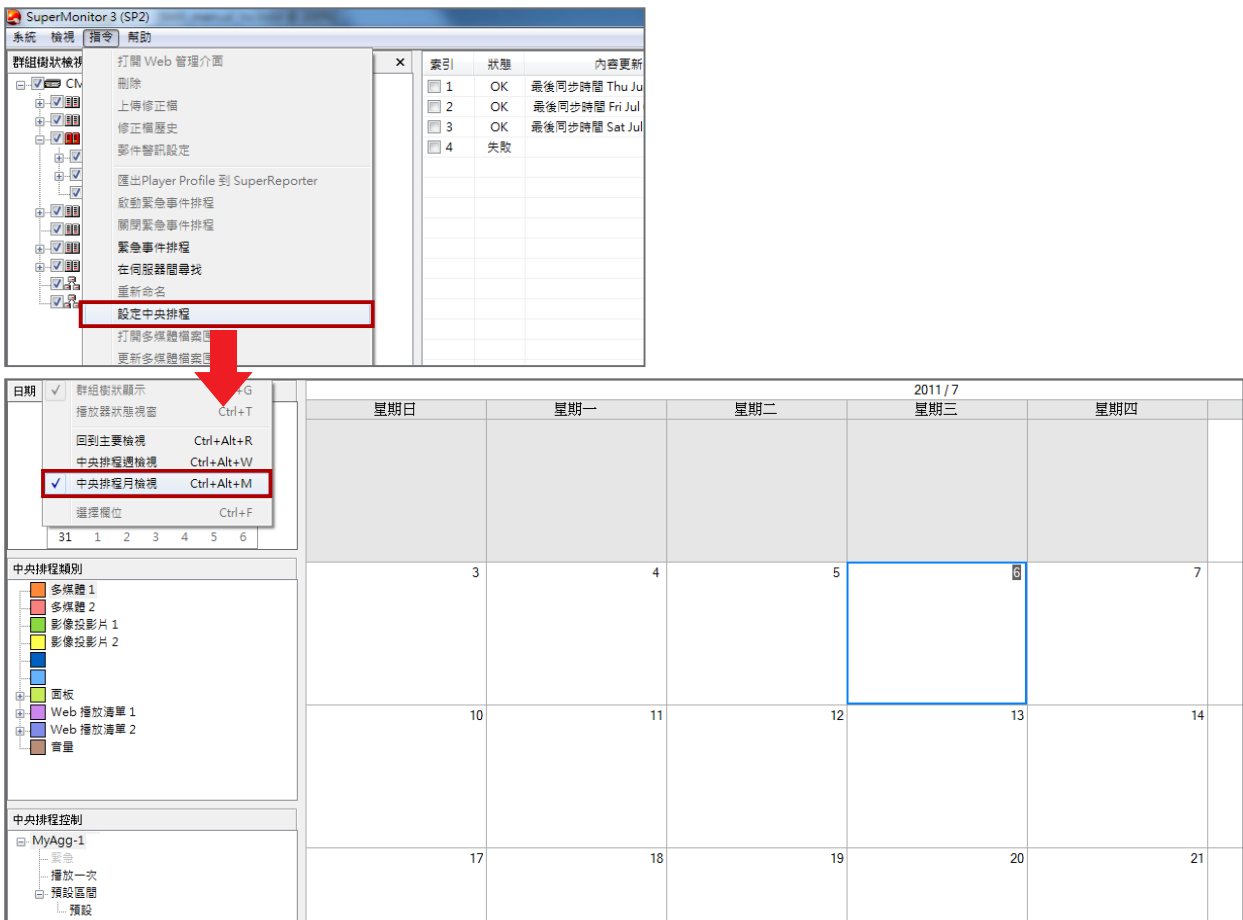 SuperMonitor 3 (SP2)
系統 檢視 指令 幫助
群組樹狀檢視
打開 Web 管理介面
刪除
上傳修正檔
修正檔歷史
郵件警訊設定
匯出Player Profile 到 SuperReporter
啟動緊急事件排程
關閉緊急事件排程
緊急事件排程
在伺服器間尋找
重新命名
設定中央排程
打開多媒體檔案
更新多媒體檔案
CM
索引 狀態 內容更新
1 OK 最後同步時間 Thu Ju
2 OK 最後同步時間 Fri Jul
3 OK 最後同步時間 Sat Jul
4 失敗
日期
群組樹狀顯示 +G
播放器狀態視窗 Ctrl+T
回到主要檢視 Ctrl+Alt+R
中央排程週檢視 Ctrl+Alt+W
中央排程月檢視 Ctrl+Alt+M
選擇欄位 Ctrl+F
31 1 2 3 4 5 6
中央排程類別
多媒體 1
多媒體 2
影像投影片 1
影像投影片 2
面板
Web 播放清單 1
Web 播放清單 2
音量
中央排程控制
MyAgg-1
緊急
播放一次
預設區間
預設
2011 / 7
星期日 星期一 星期二 星期三 星期四
3 4 5 6 7
10 11 12 13 14
17 18 19 20 21